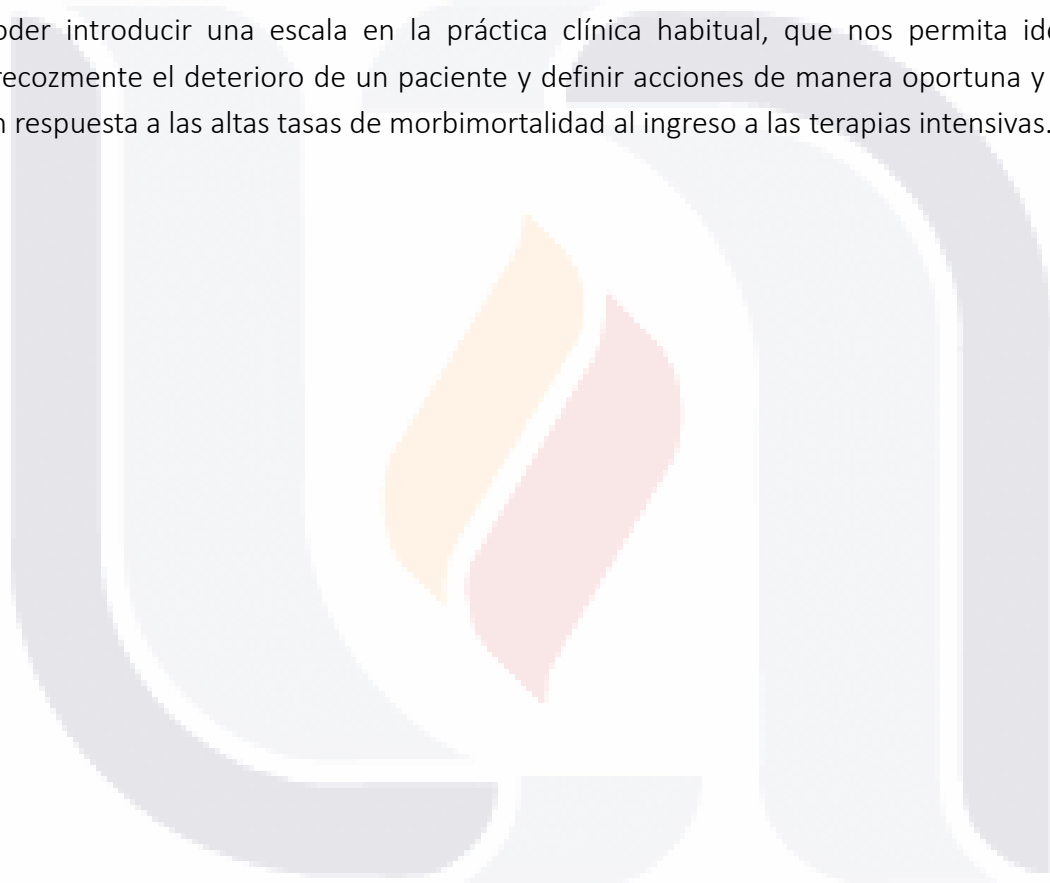 oder introducir una escala en la práctica clínica habitual, que nos permita ide
recozmente el deterioro de un paciente y definir acciones de manera oportuna y
n respuesta a las altas tasas de morbimortalidad al ingreso a las terapias intensivas.